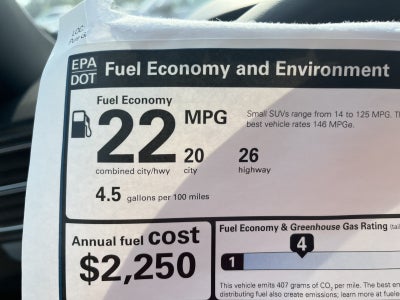 EPA
DOT
Fuel Economy and Environment
Fuel Economy
22 MPG
Small SUVs range from 14 to 125 MPG.
best vehicle rates 146 MPGe.
20 26
combined city/hwy city highway
4.5 gallons per 100 miles
Annual fuel cost
$2,250
Fuel Economy & Greenhouse Gas Rating
4
1
This vehicle emits 407 grams of CO2 per mile. The best
distributing fuel also create emissions; learn more at